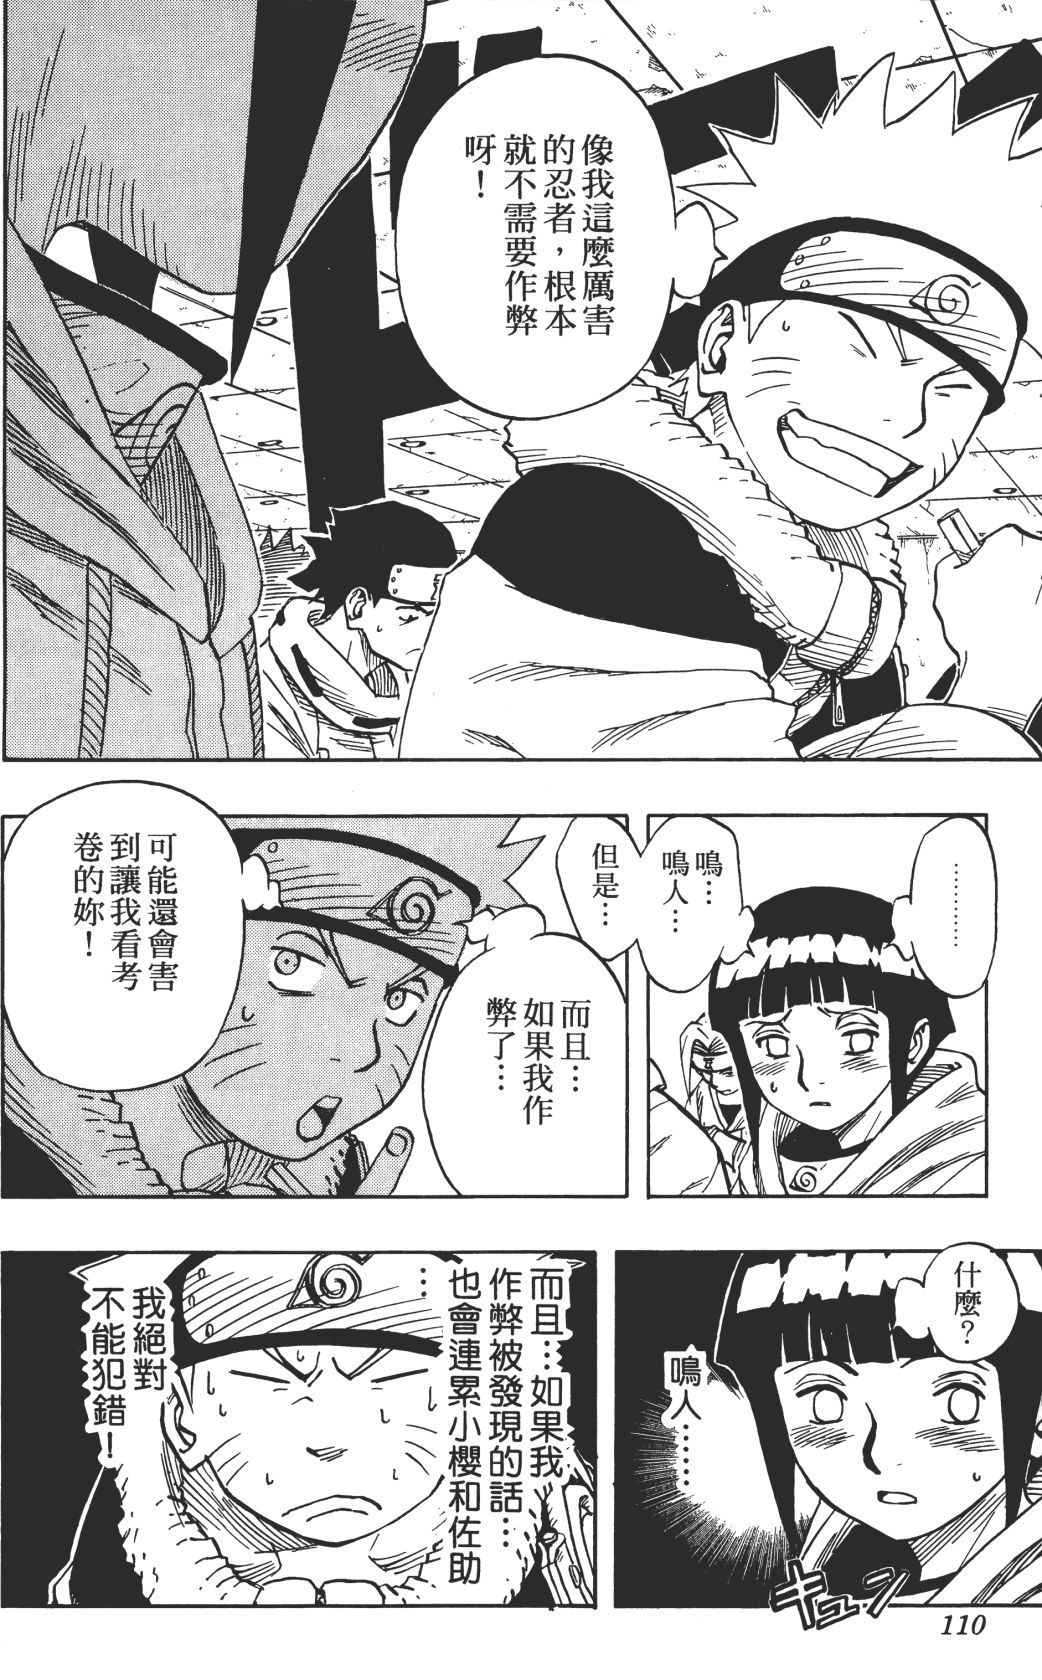 像我這麼厲害
的忍者，根本
就不需要作弊
呀！
………
鳴…
鳴人…
但是…
而且…
如果我作
弊了…
可能還會害
到讓我看考
卷的妳！
什麼？
鳴人……
キュン
而且…如果我
作弊被發現的話…
也會連累小櫻和佐助
…
我絕對
不能犯錯！
110